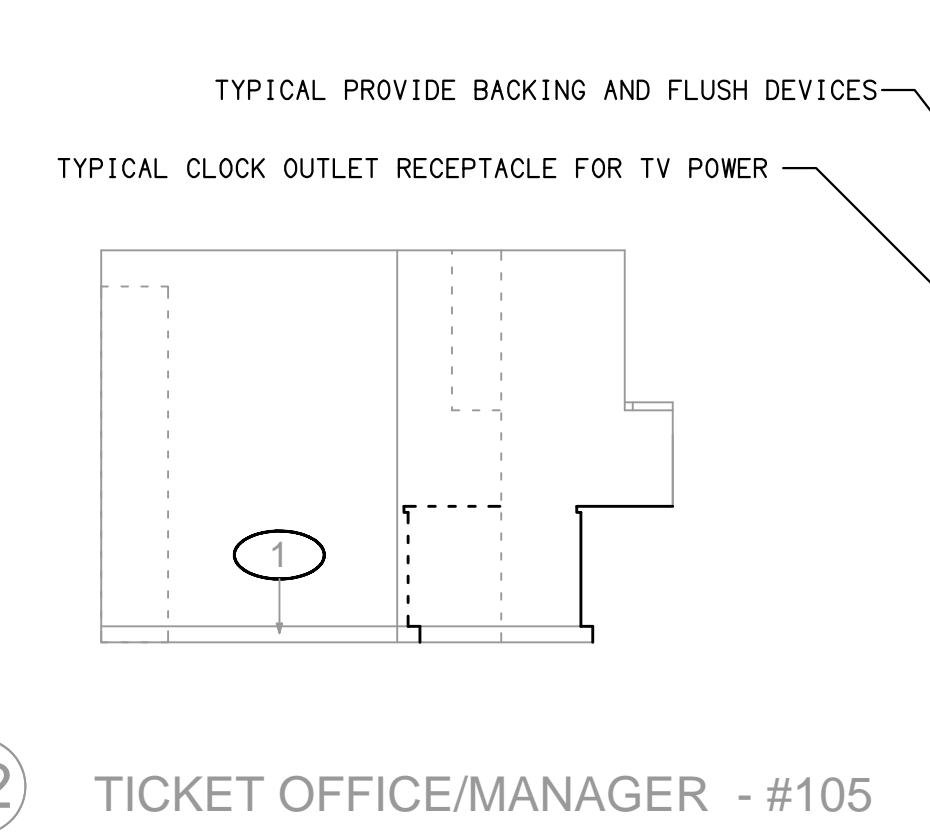 TYPICAL PROVIDE BACKING AND FLUSH DEVICES
TYPICAL CLOCK OUTLET RECEPTACLE FOR TV POWER
1
2
TICKET OFFICE/MANAGER - #105